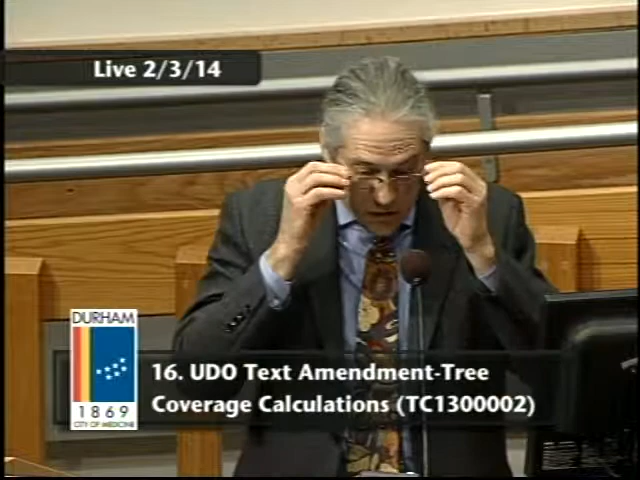 Live 2/3/14
DURHAM
1869
CITY OF MEDICINE
16. UDO Text Amendment-Tree
Coverage Calculations (TC1300002)